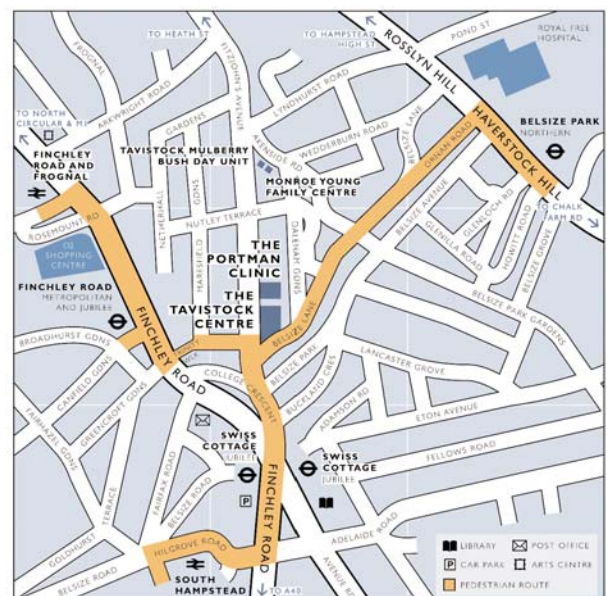 TO HEATH ST
FITZJOHN'S AVENUE
TO HAMPSTEAD
HIGH ST
ROSSLYN HILL
POND ST
ROYAL FREE
HOSPITAL
FROGNAL
ARKWRIGHT ROAD
LYNDHURST ROAD
TO NORTH
CIRCULAR & M1
GARDENS
WEDDERBURN ROAD
BELSIZE LANE
ORNAN ROAD
HAVERSTOCK HILL
BELSIZE PARK
NORTHERN
FINCHLEY
ROAD AND
FROGNAL
TAVISTOCK MULBERRY
BUSH DAY UNIT
AKENSIDE RD
MONROE YOUNG
FAMILY CENTRE
TO CHALK
FARM RD
ROSEMOUNT RD
NETHERHALL
GDNS
MARESFIELD
NUTLEY TERRACE
DALEHAM GDNS
BELSIZE AVENUE
GLENLOCH RD
GLENILLA ROAD
HOWITT ROAD
BELSIZE GROVE
O2
SHOPPING
CENTRE
THE
PORTMAN
CLINIC
THE
TAVISTOCK
CENTRE
FINCHLEY ROAD
METROPOLITAN
AND JUBILEE
FINCHLEY ROAD
BELSIZE LANE
BELSIZE PARK GARDENS
BROADHURST GDNS
TRINITY
WLK
CANFIELD GDNS
GREENCROFT GDNS
FAIRHAZEL GDNS
COLLEGE CRESCENT
BELSIZE PARK
BUCKLAND CRES
LANCASTER GROVE
ADAMSON RD
ETON AVENUE
FELLOWS ROAD
SWISS
COTTAGE
JUBILEE
SWISS
COTTAGE
JUBILEE
P
FINCHLEY ROAD
TERRACE
FAIRFAX ROAD
BELSIZE ROAD
GOLDHURST
HILGROVE ROAD
ADELAIDE ROAD
BELSIZE ROAD
SOUTH
HAMPSTEAD
TO A40
AVENUE RD
LIBRARY
POST OFFICE
P
CAR PARK
ARTS CENTRE
PEDESTRIAN ROUTE